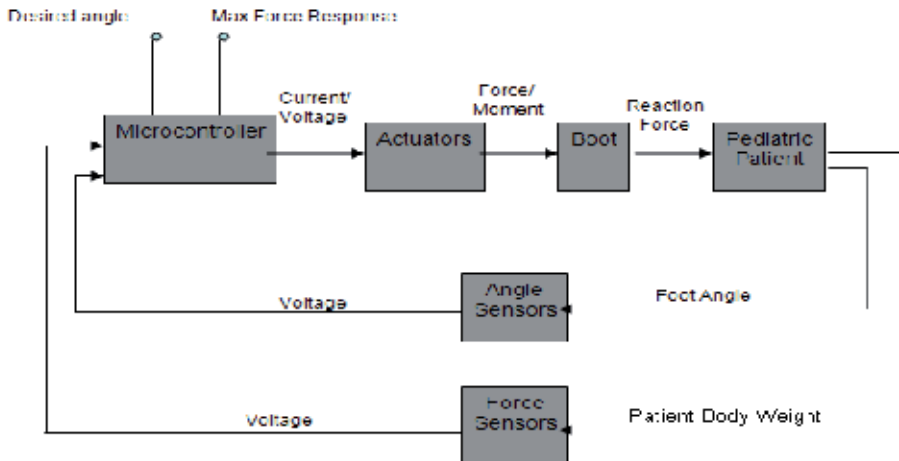 Desired angle
Max Force Response
Current/
Voltage
Force/
Moment
Reaction
Force
Microcontroller
Actuators
Boot
Pediatric
Patient
Angle
Sensors
Voltage
Foot Angle
Force
Sensors
Voltage
Patient Body Weight